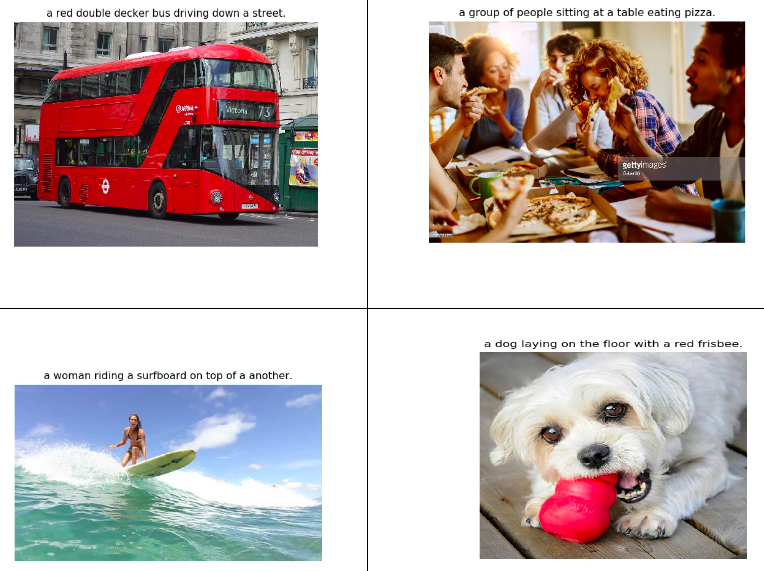 a red double decker bus driving down a street.
Victoria 73
a group of people sitting at a table eating pizza.
gettyimages
a woman riding a surfboard on top of a another.
a dog laying on the floor with a red frisbee.